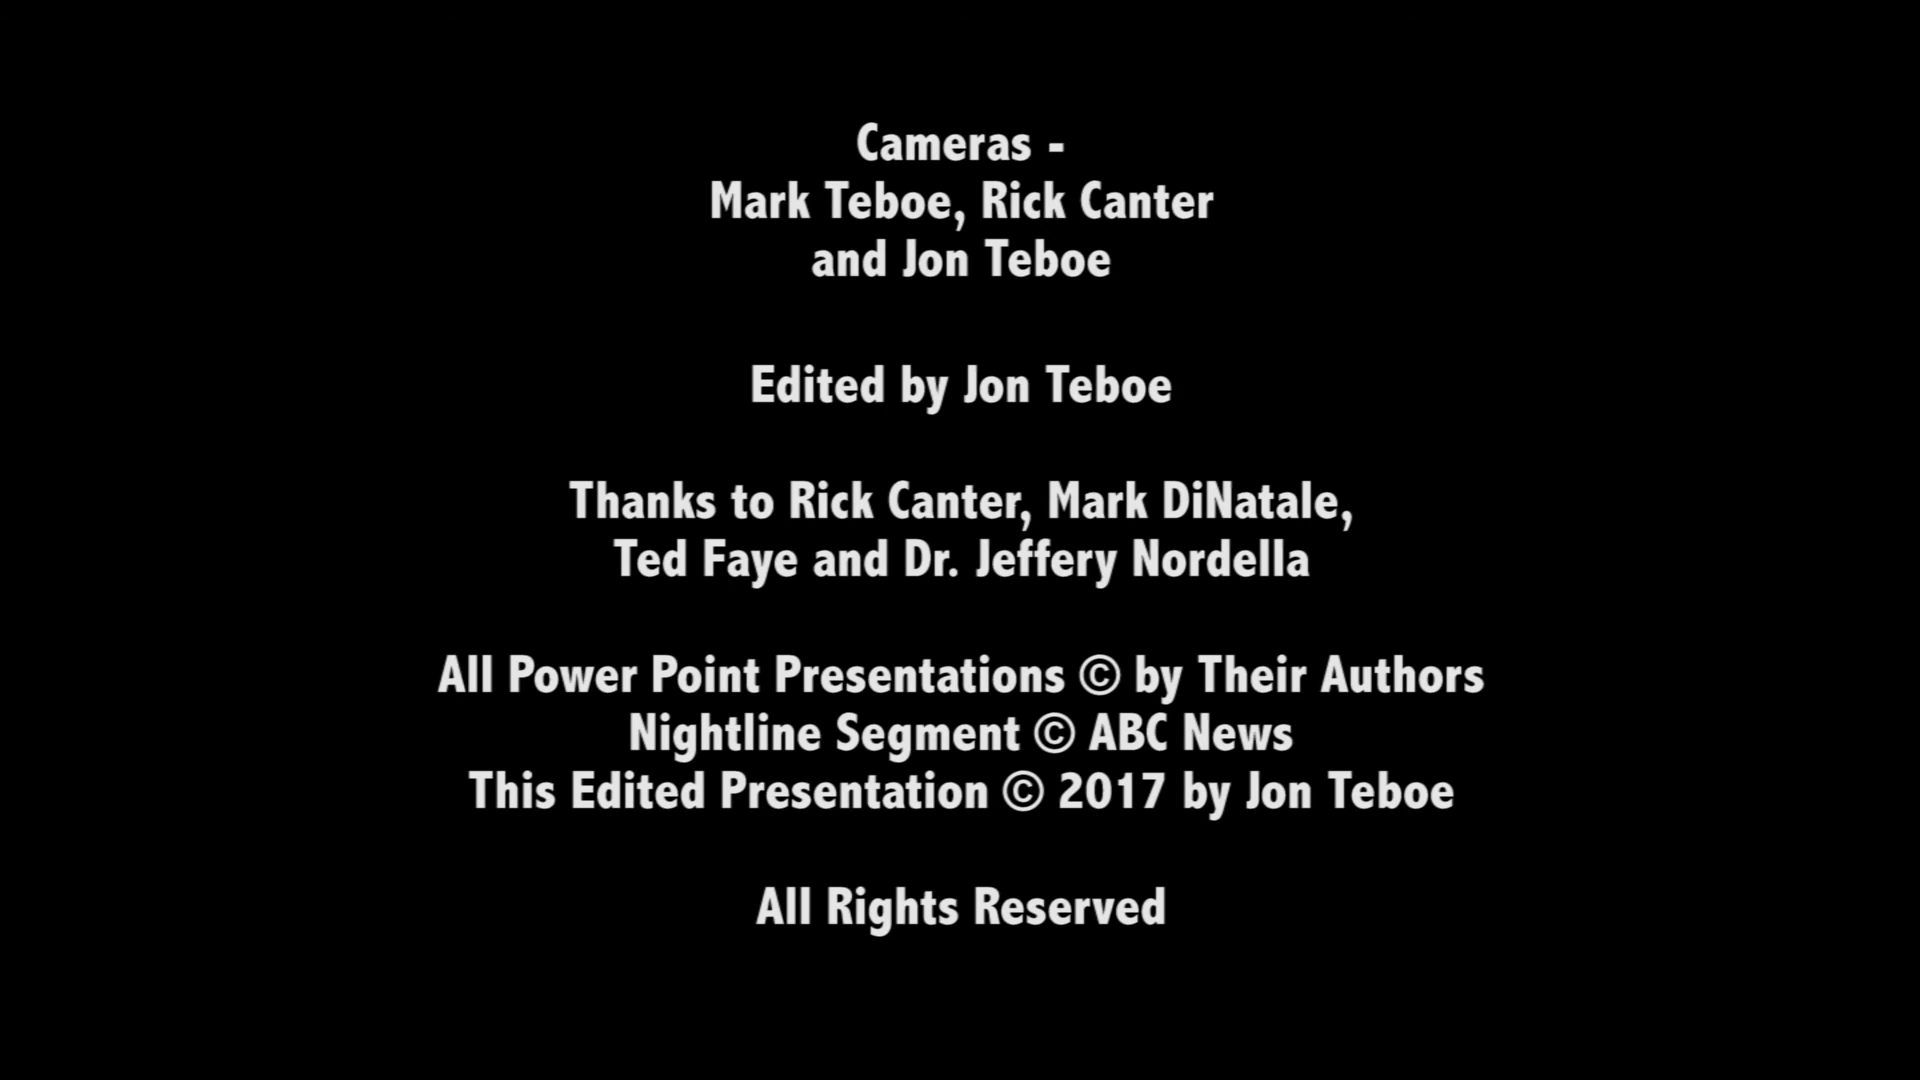 Cameras -
Mark Teboe, Rick Canter
and Jon Teboe
Edited by Jon Teboe
Thanks to Rick Canter, Mark DiNatale,
Ted Faye and Dr. Jeffery Nordella
All Power Point Presentations © by Their Authors
Nightline Segment © ABC News
This Edited Presentation © 2017 by Jon Teboe
All Rights Reserved